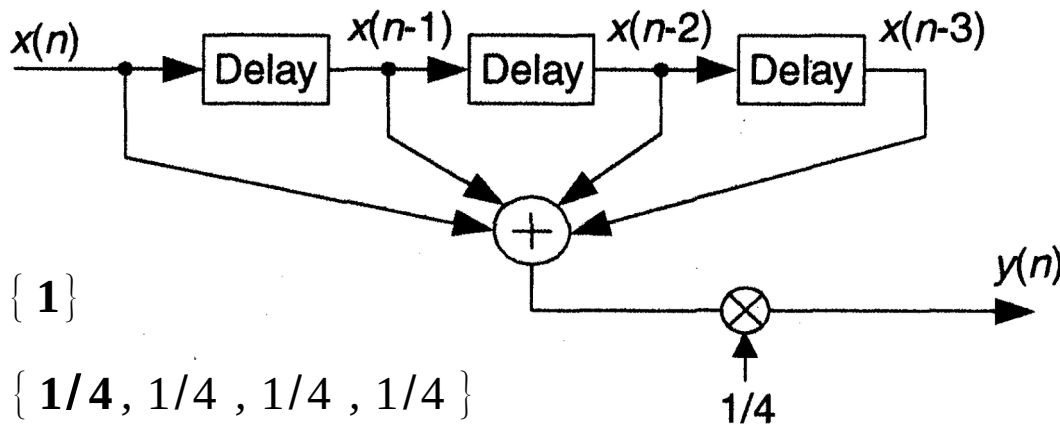 x(n) x(n-1) x(n-2) x(n-3)
Delay Delay Delay
+
y(n)
{ 1}
{ 1/4 , 1/4 , 1/4 , 1/4 }
1/4